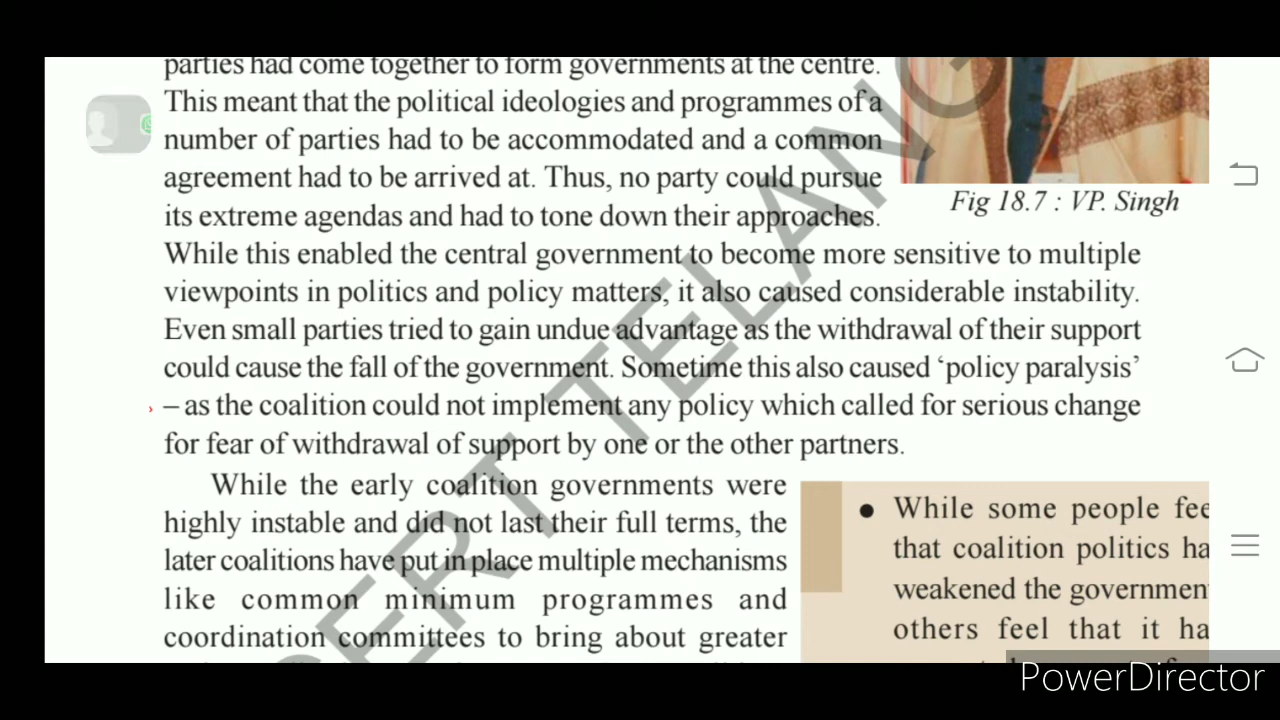 parties had come together to form governments at the centre.
This meant that the political ideologies and programmes of a
number of parties had to be accommodated and a common
agreement had to be arrived at. Thus, no party could pursue
its extreme agendas and had to tone down their approaches.
Fig 18.7 : VP. Singh
While this enabled the central government to become more sensitive to multiple
viewpoints in politics and policy matters, it also caused considerable instability.
Even small parties tried to gain undue advantage as the withdrawal of their support
could cause the fall of the government. Sometime this also caused ‘policy paralysis’
– as the coalition could not implement any policy which called for serious change
for fear of withdrawal of support by one or the other partners.
While the early coalition governments were
highly instable and did not last their full terms, the
later coalitions have put in place multiple mechanisms
like common minimum programmes and
coordination committees to bring about greater
● While some people fee
that coalition politics ha
weakened the governmen
others feel that it ha
CERT TELANG
PowerDirector